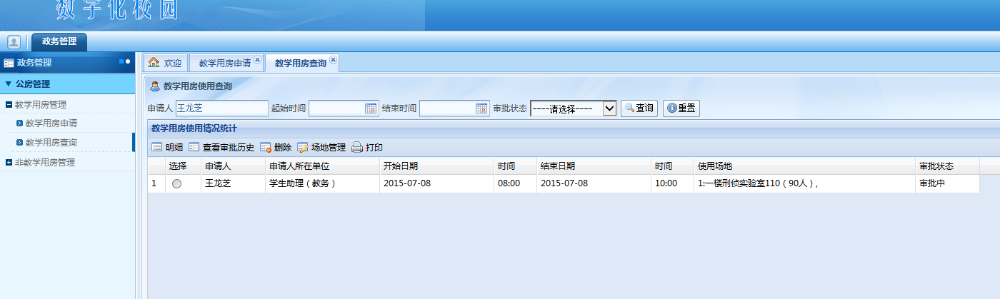 数字化校园
政务管理
政务管理
公房管理
教学用房管理
教学用房申请
教学用房查询
非教学用房管理
欢迎 教学用房申请 教学用房查询
教学用房使用查询
申请人 王龙芝 起始时间 结束时间 审批状态 ----请选择---- 查询 重置
教学用房使用情况统计
明细 查看审批历史 删除 场地管理 打印
选择 申请人 申请人所在单位 开始日期 时间 结束日期 时间 使用场地 审批状态
1 王龙芝 学生助理（教务） 2015-07-08 08:00 2015-07-08 10:00 1:一楼刑侦实验室110（90人）, 审批中